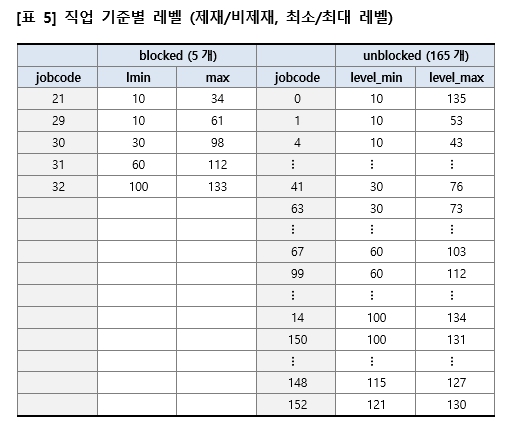 [표 5] 직업 기준별 레벨 (제재/비제재, 최소/최대 레벨)
blocked (5 개) unblocked (165 개)
jobcode lmin max jobcode level_min level_max
21 10 34 0 10 135
29 10 61 1 10 53
30 30 98 4 10 43
31 60 112 ⋮ ⋮ ⋮
32 100 133 41 30 76
63 30 73
⋮ ⋮ ⋮
67 60 103
99 60 112
⋮ ⋮ ⋮
14 100 134
150 100 131
⋮ ⋮ ⋮
148 115 127
152 121 130